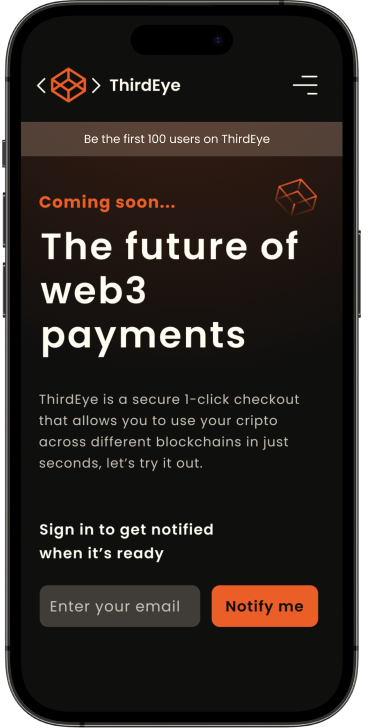 ThirdEye
Be the first 100 users on ThirdEye
Coming soon...
The future of
web3
payments
ThirdEye is a secure 1-click checkout
that allows you to use your cripto
across different blockchains in just
seconds, let's try it out.
Sign in to get notified
when it's ready
Enter your email
Notify me